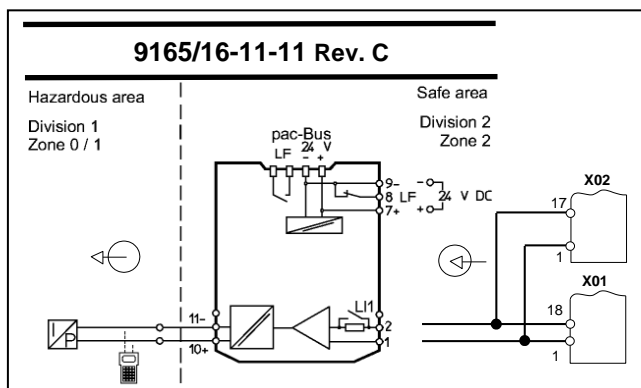 9165/16-11-11 Rev. C
Hazardous area
Safe area
Division 1
Zone 0 / 1
Division 2
Zone 2
pac-Bus
LF 24 V
- +
9-
8 LF
7+
- 24 V DC
+
X02
17
1
X01
18
1
LI1
2
1
11-
10+
I
P